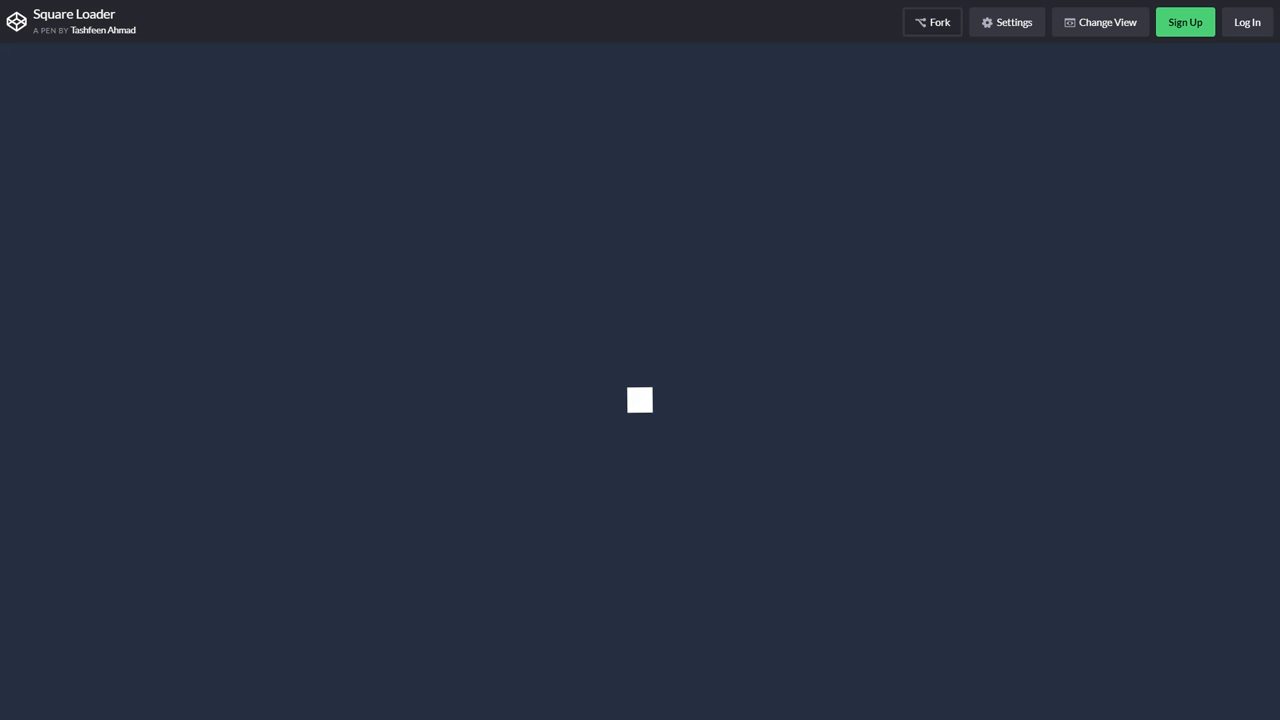 Square Loader
A PEN BY Tashfeen Ahmad
Fork
Settings
Change View
Sign Up
Log In